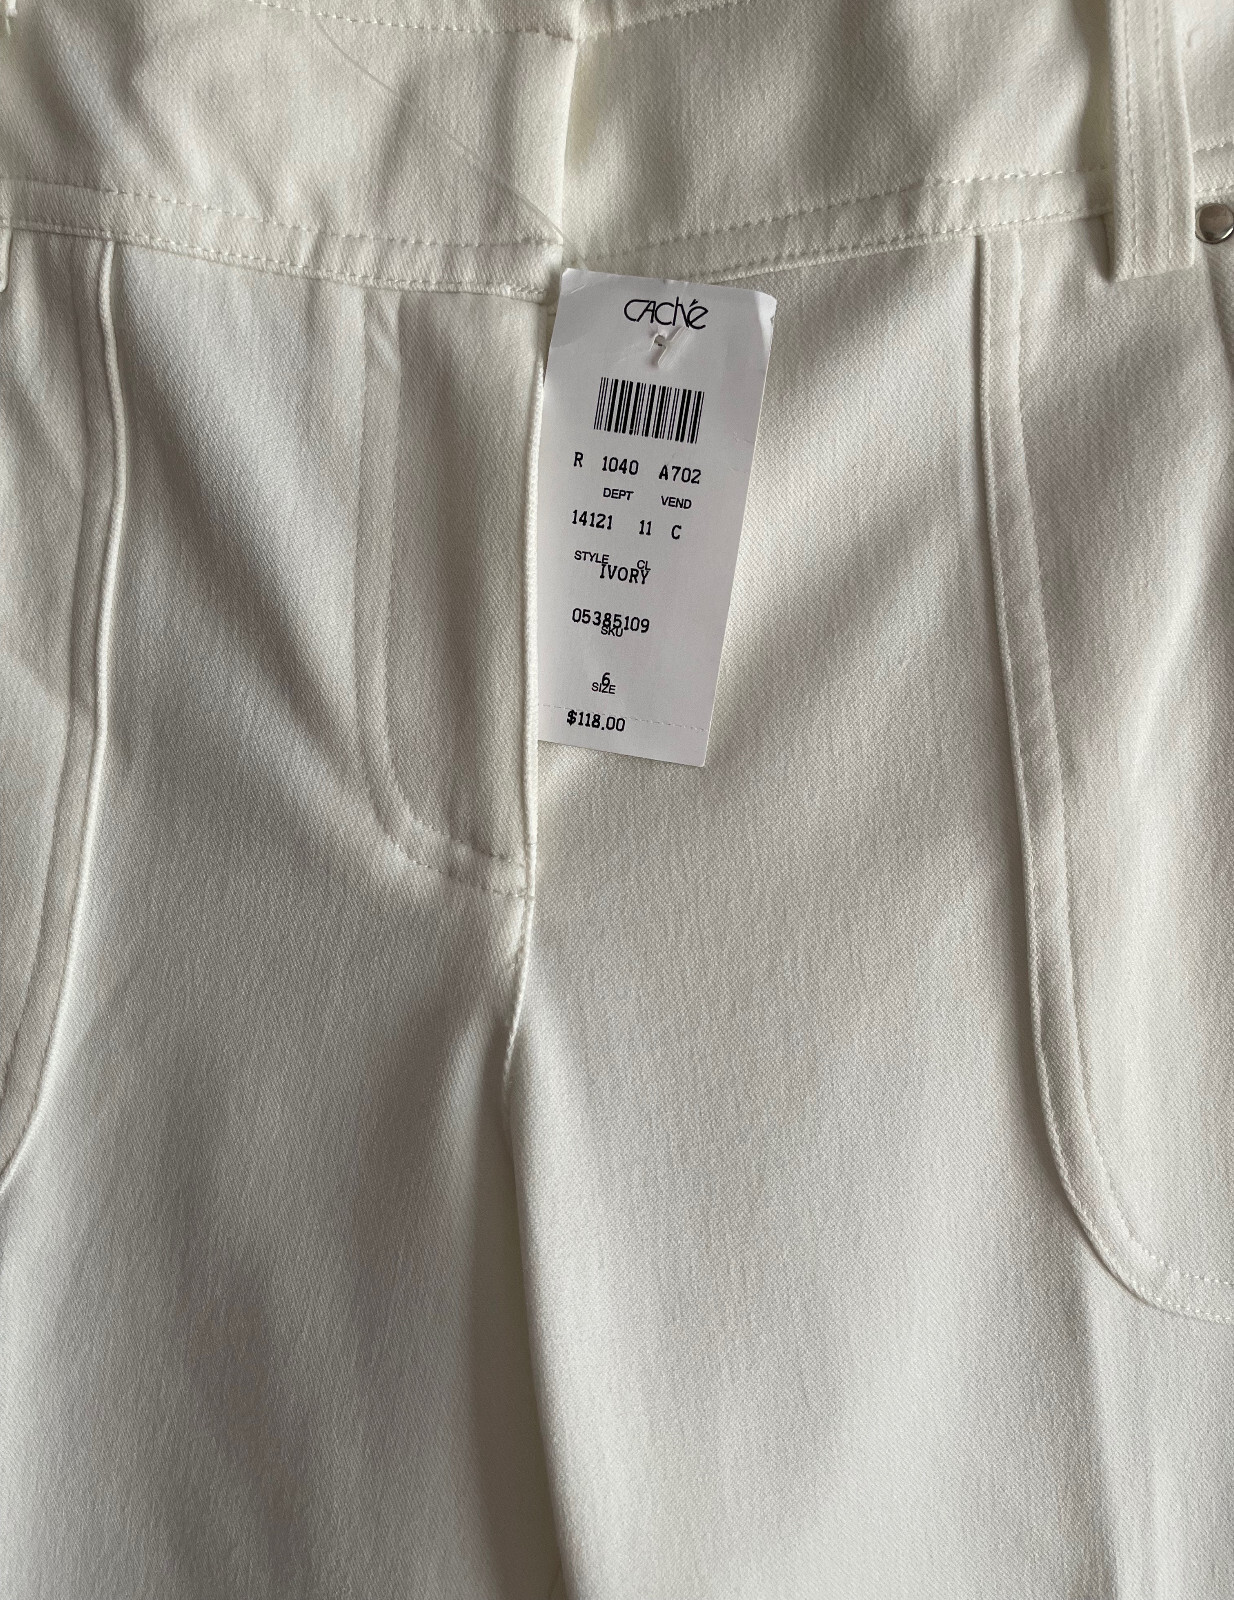 CAChé
R 1040 A702
DEPT VEND
14121 11 C
STYLE CL
IVORY
05385109
SKU
6
SIZE
$118.00